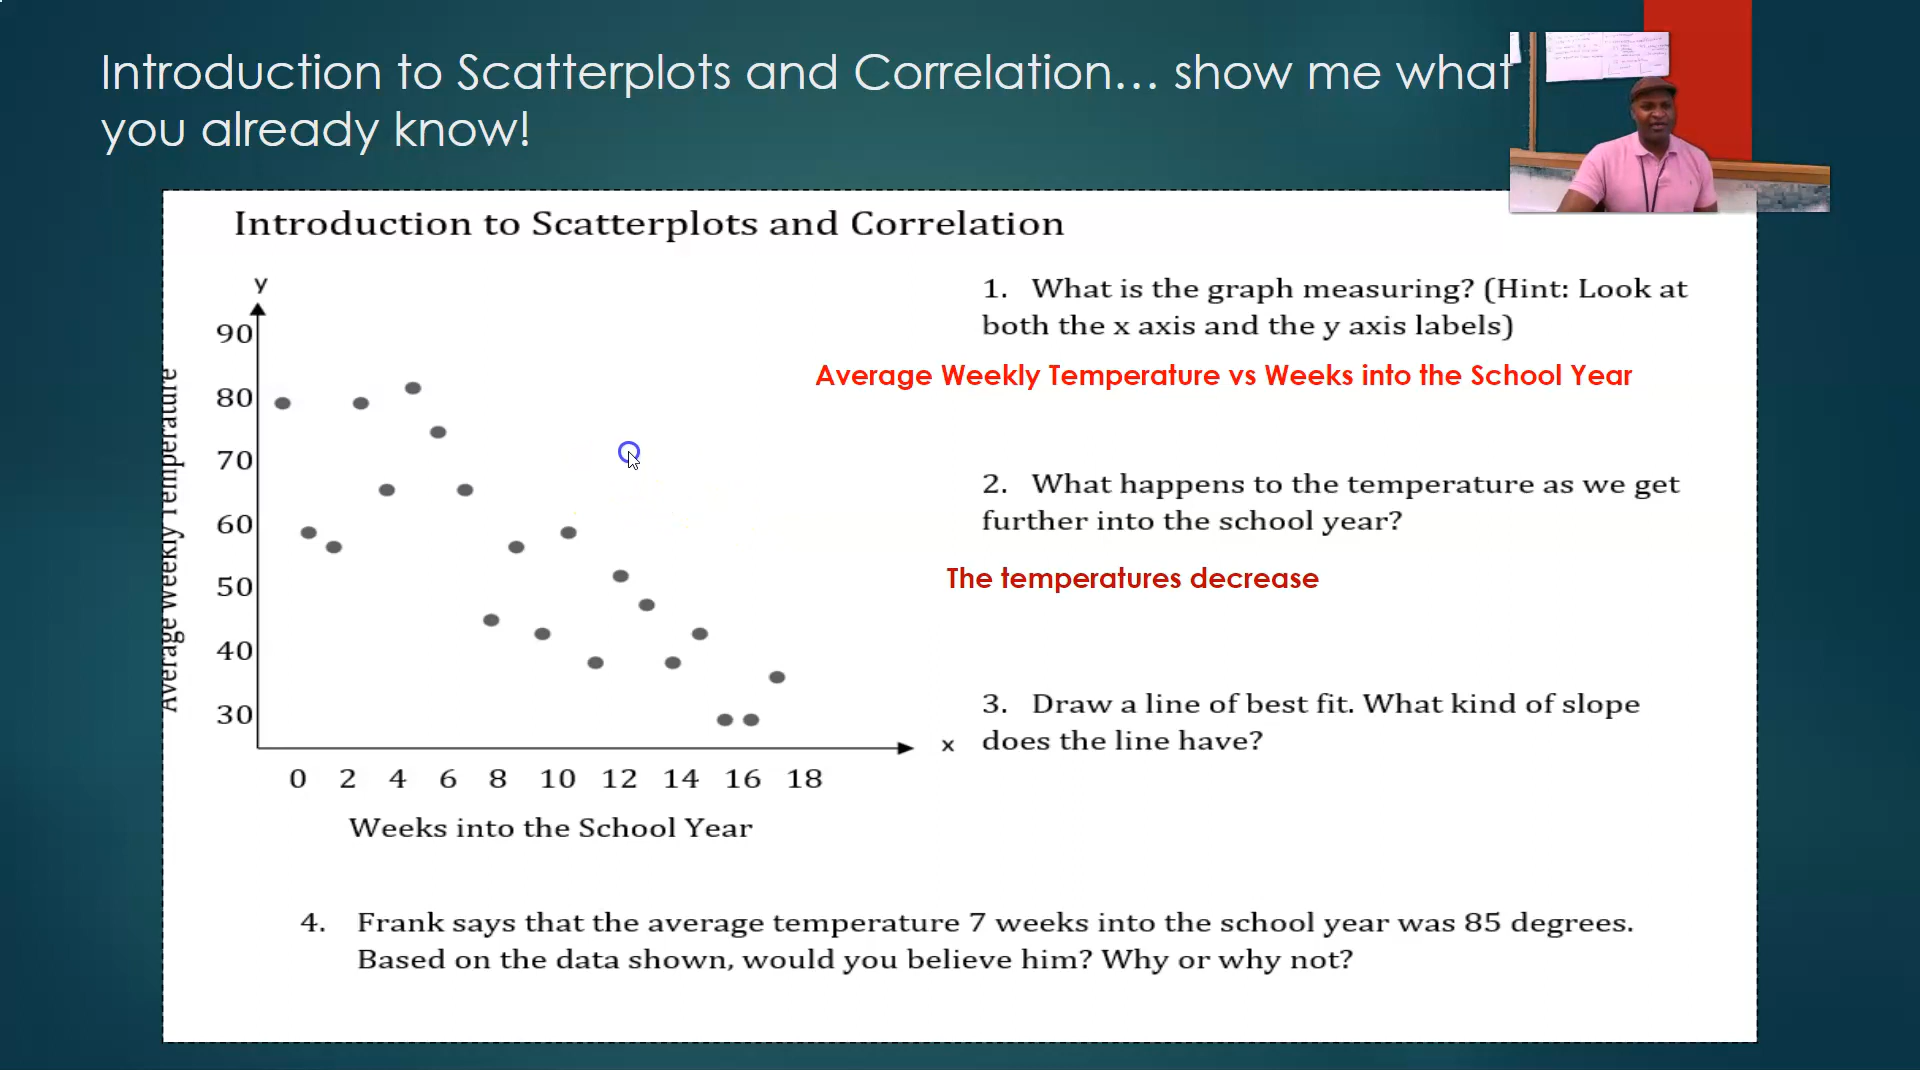 Introduction to Scatterplots and Correlation... show me what
you already know!
Introduction to Scatterplots and Correlation
y
90
80
70
60
50
40
30
Average Weekly Temperature
x
0 2 4 6 8 10 12 14 16 18
Weeks into the School Year
1. What is the graph measuring? (Hint: Look at
both the x axis and the y axis labels)
Average Weekly Temperature vs Weeks into the School Year
2. What happens to the temperature as we get
further into the school year?
The temperatures decrease
3. Draw a line of best fit. What kind of slope
does the line have?
4. Frank says that the average temperature 7 weeks into the school year was 85 degrees.
Based on the data shown, would you believe him? Why or why not?